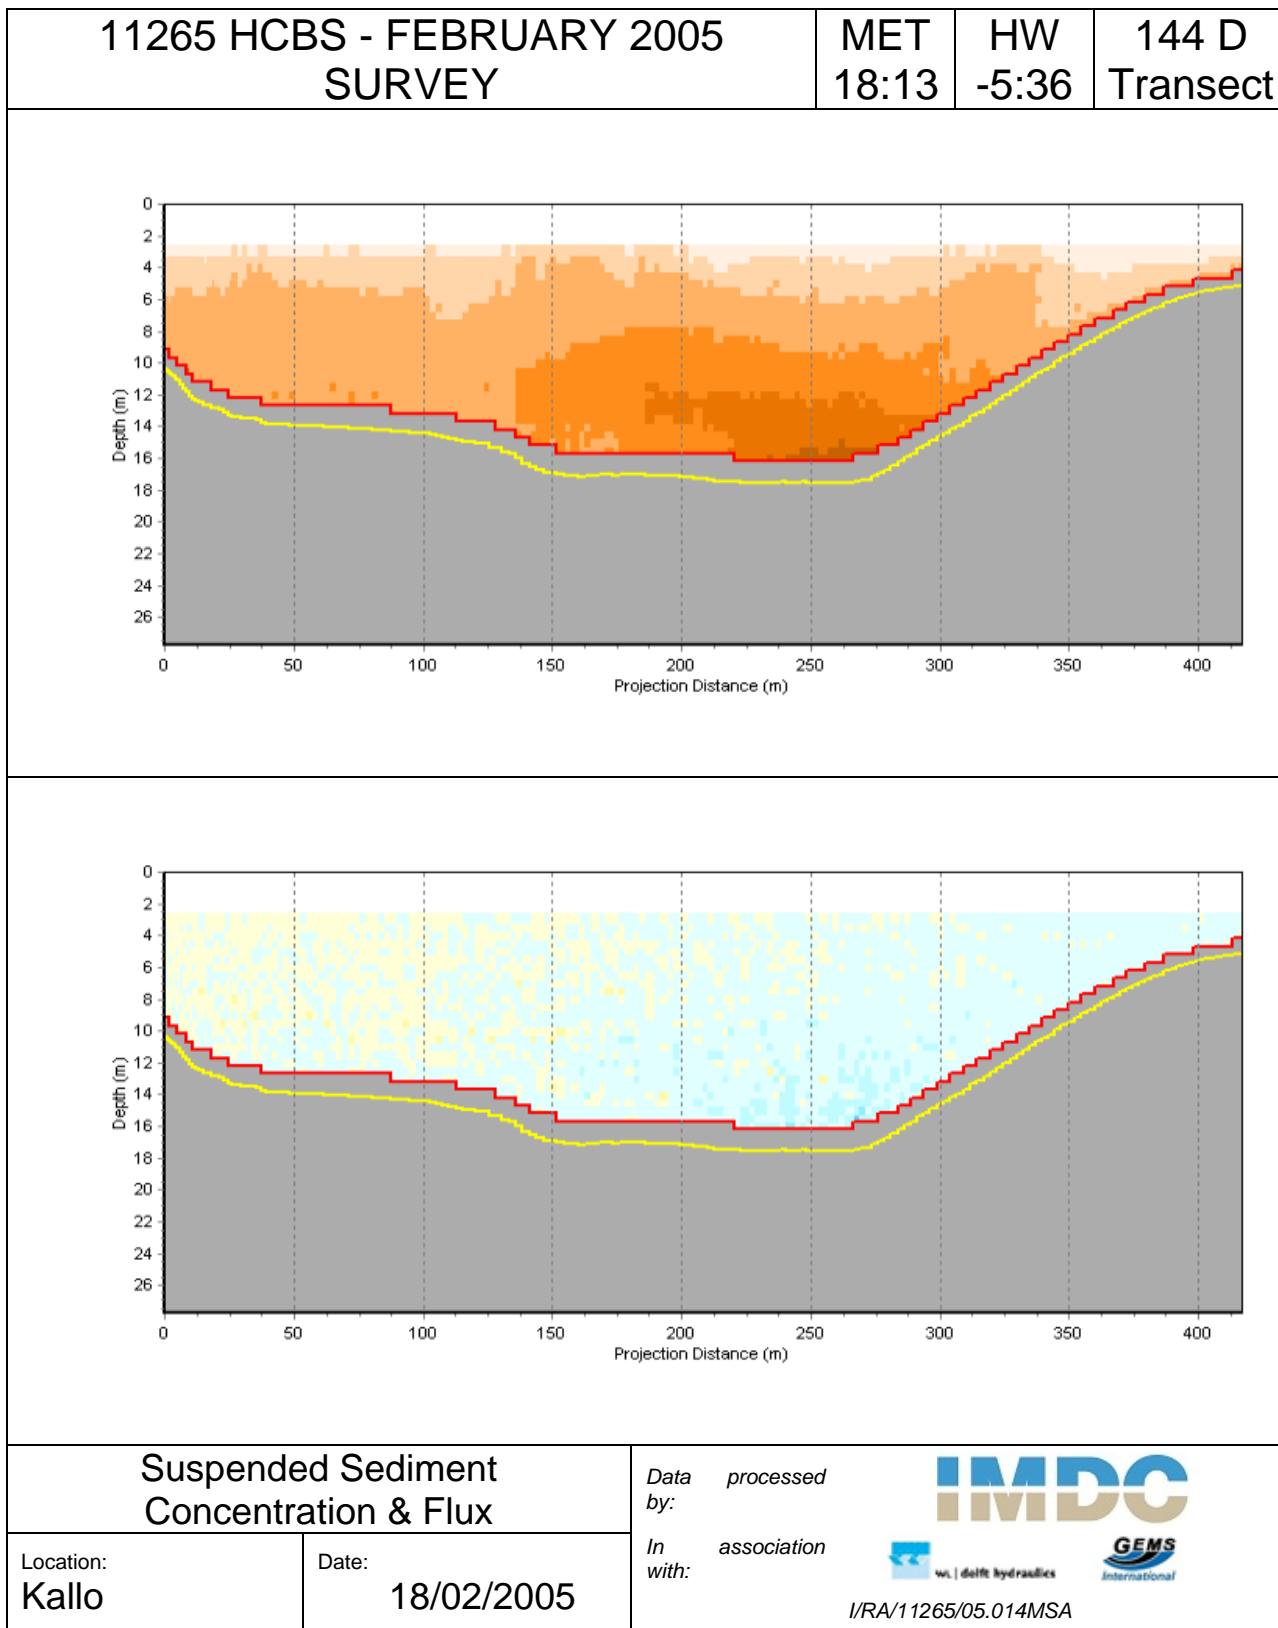 11265 HCBS - FEBRUARY 2005
SURVEY
MET
18:13
HW
-5:36
144 D
Transect
0
2
4
6
8
10
12
14
16
18
20
22
24
26
Depth (m)
0 50 100 150 200 250 300 350 400
Projection Distance (m)
0
2
4
6
8
10
12
14
16
18
20
22
24
26
Depth (m)
0 50 100 150 200 250 300 350 400
Projection Distance (m)
Suspended Sediment
Concentration & Flux
Location:
Kallo
Date:
18/02/2005
Data processed
by:
IMDC
In association
with:
wl | delft hydraulics
GEMS
International
I/RA/11265/05.014MSA